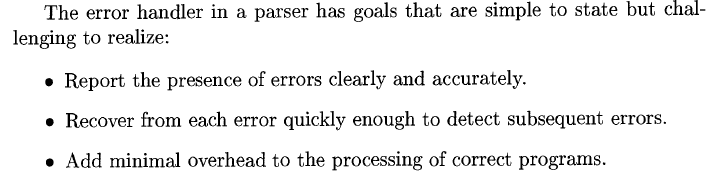 The error handler in a parser has goals that are simple to state but chal-
lenging to realize:
• Report the presence of errors clearly and accurately.
• Recover from each error quickly enough to detect subsequent errors.
• Add minimal overhead to the processing of correct programs.